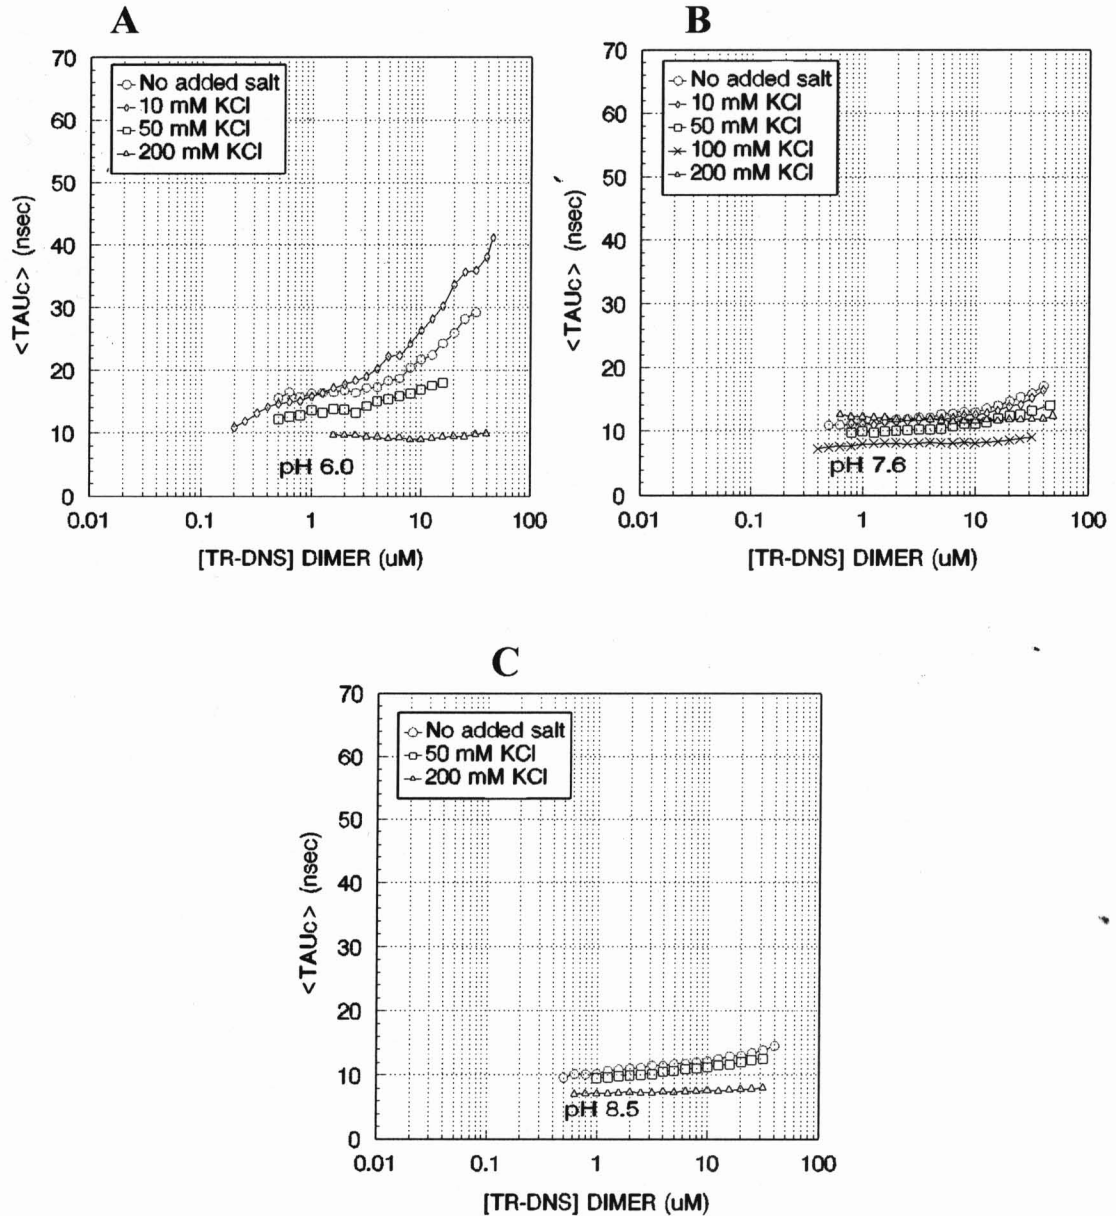 A
70
60
50
40
30
20
10
0
<TAUc> (nsec)
No added salt
10 mM KCl
50 mM KCl
200 mM KCl
pH 6.0
0.01 0.1 1 10 100
[TR-DNS] DIMER (uM)
B
70
60
50
40
30
20
10
0
<TAUc> (nsec)
No added salt
10 mM KCl
50 mM KCl
100 mM KCl
200 mM KCl
pH 7.6
0.01 0.1 1 10 100
[TR-DNS] DIMER (uM)
C
70
60
50
40
30
20
10
0
<TAUc> (nsec)
No added salt
50 mM KCl
200 mM KCl
pH 8.5
0.01 0.1 1 10 100
[TR-DNS] DIMER (uM)